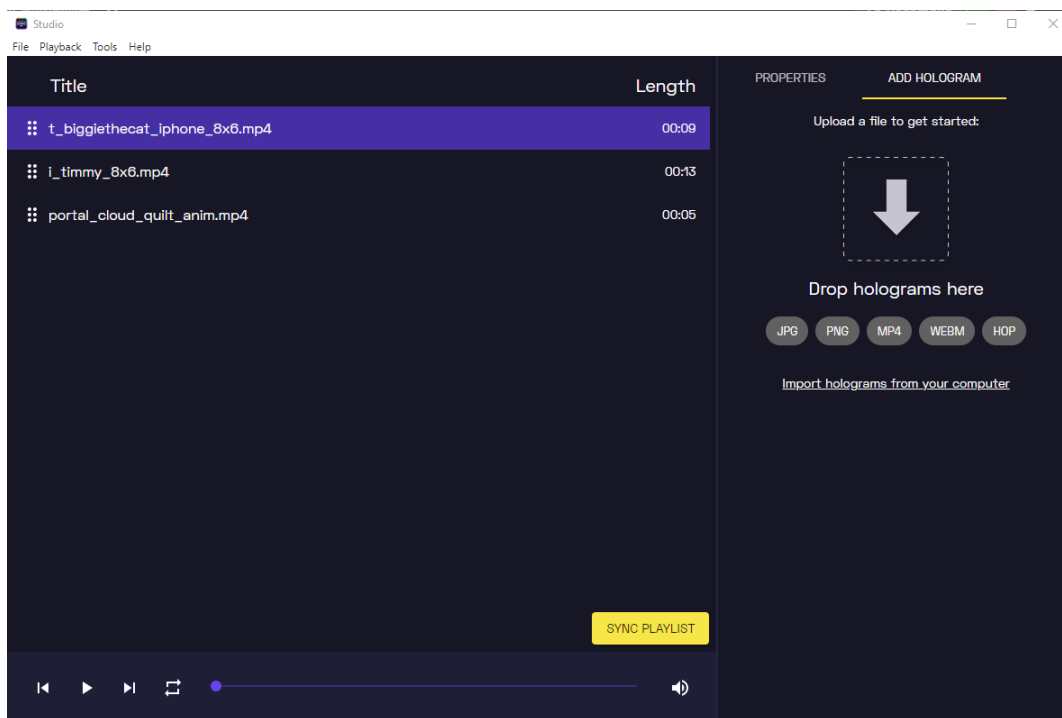 Studio
File Playback Tools Help
Title Length
t_biggiethecat_iphone_8x6.mp4 00:09
i_timmy_8x6.mp4 00:13
portal_cloud_quilt_anim.mp4 00:05
SYNC PLAYLIST
PROPERTIES ADD HOLOGRAM
Upload a file to get started:
Drop holograms here
JPG PNG MP4 WEBM HOP
Import holograms from your computer